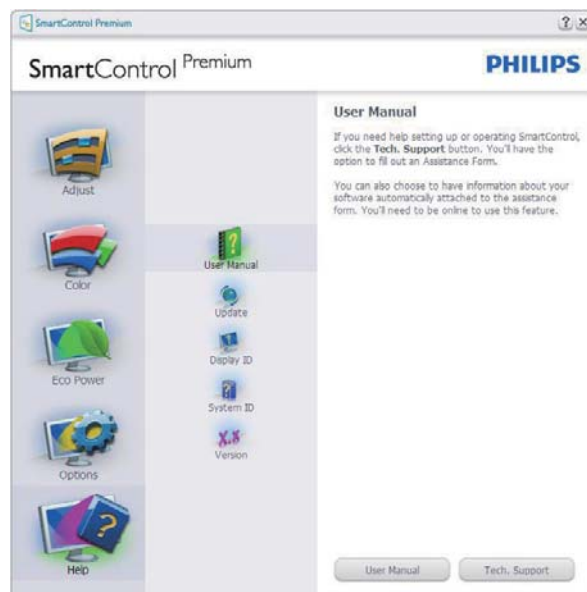 SmartControl Premium
? X
SmartControl Premium
PHILIPS
Adjust
Color
Eco Power
Options
Help
User Manual
Update
Display ID
System ID
X.X
Version
User Manual
If you need help setting up or operating SmartControl,
click the Tech. Support button. You'll have the
option to fill out an Assistance Form.
You can also choose to have information about your
software automatically attached to the assistance
form. You'll need to be online to use this feature.
User Manual
Tech. Support